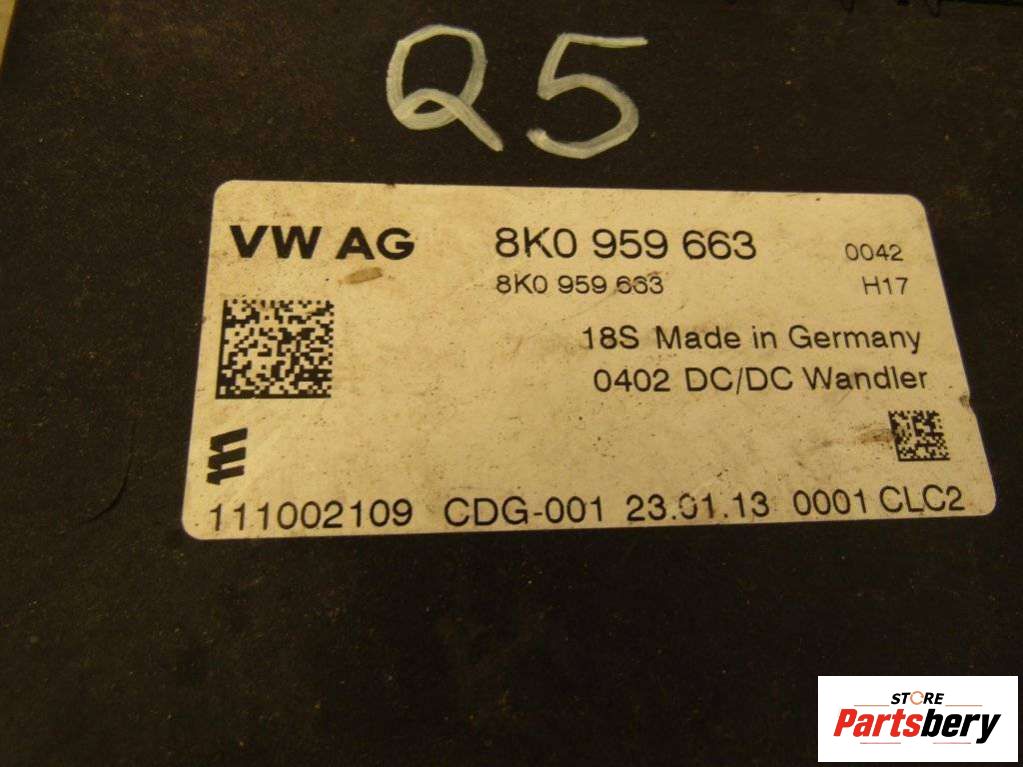 Q5
VW AG 8K0 959 663 0042
8K0 959 663 H17
18S Made in Germany
0402 DC/DC Wandler
111002109 CDG-001 23.01.13 0001 CLC2
STORE
Partsbery